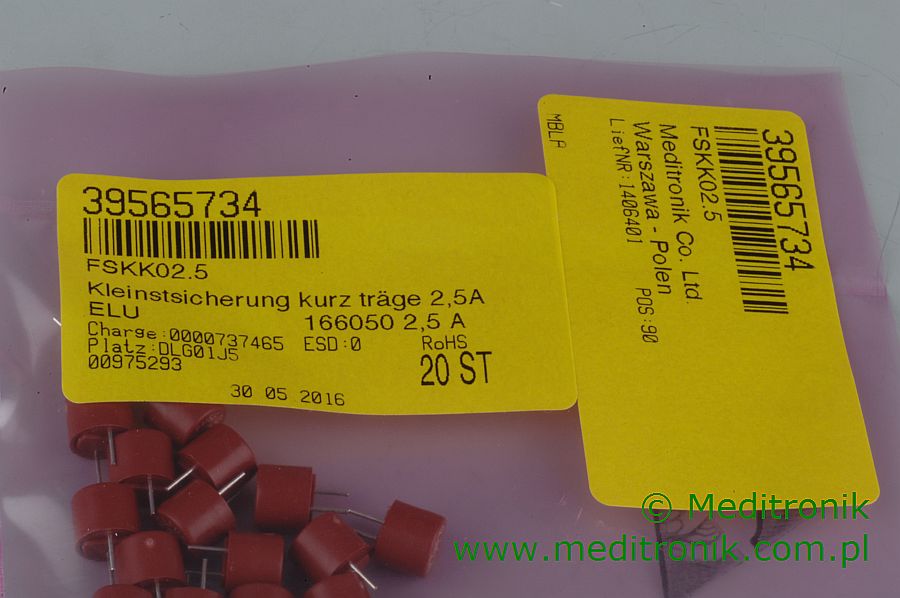 39565734
FSKK02.5
Kleinstsicherung kurz träge 2,5A
ELU 166050 2,5 A
Charge:0000737465 ESD:0 RoHS
Platz:DLG01J5 20 ST
00975293
30 05 2016
39565734
FSKK02.5
Meditronik Co. Ltd.
Warszawa - Polen
LiefNR:1406401 POS:90
MBLP
© Meditronik
www.meditronik.com.pl